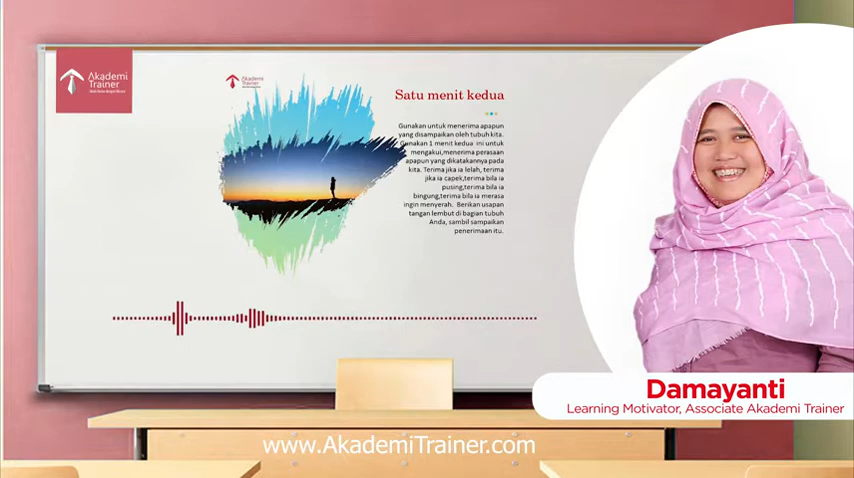 Akademi
Trainer
Akademi
Trainer
Satu menit kedua
Gunakan untuk menerima apapun
yang disampaikan oleh tubuh kita.
Gunakan 1 menit kedua ini untuk
mengakui,menerima perasaan
apapun yang dikatakannya pada
kita. Terima jika ia lelah, terima
jika ia capek,terima bila ia
pusing,terima bila ia
bingung,terima bila ia merasa
ingin menyerah. Berikan usapan
tangan lembut di bagian tubuh
Anda, sambil sampaikan
penerimaan itu.
Damayanti
Learning Motivator, Associate Akademi Trainer
www.AkademiTrainer.com